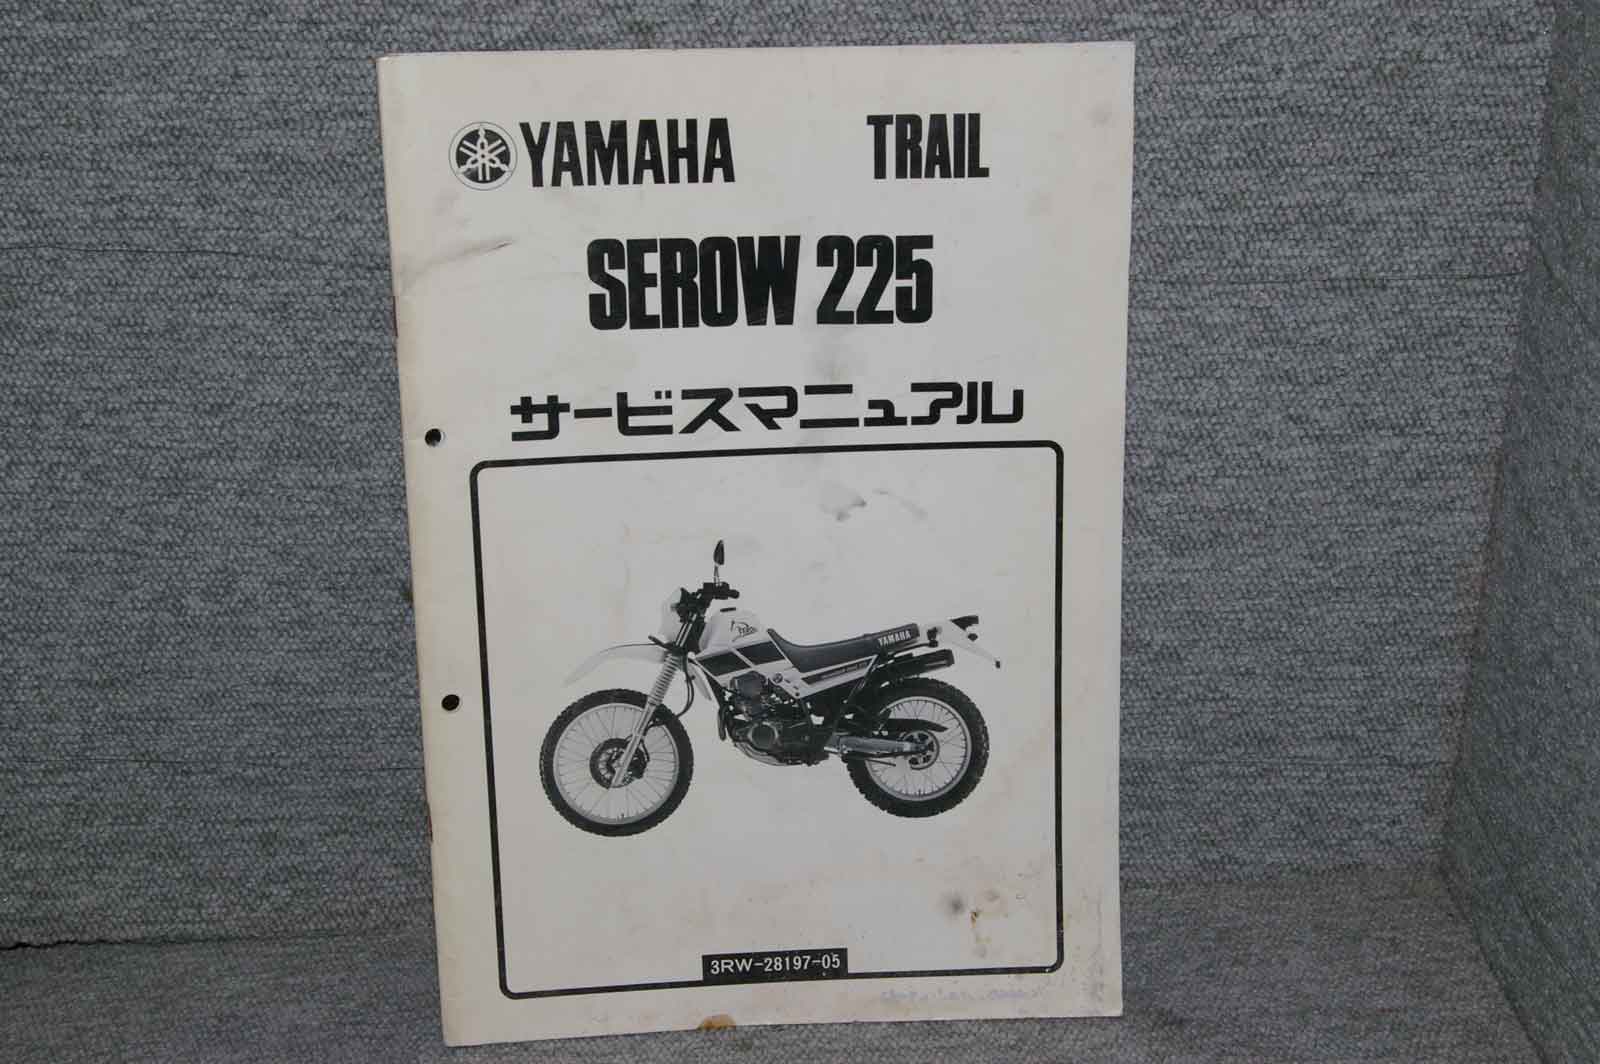 YAMAHA TRAIL
SEROW 225
サービスマニュアル
YAMAHA
3RW-28197-05